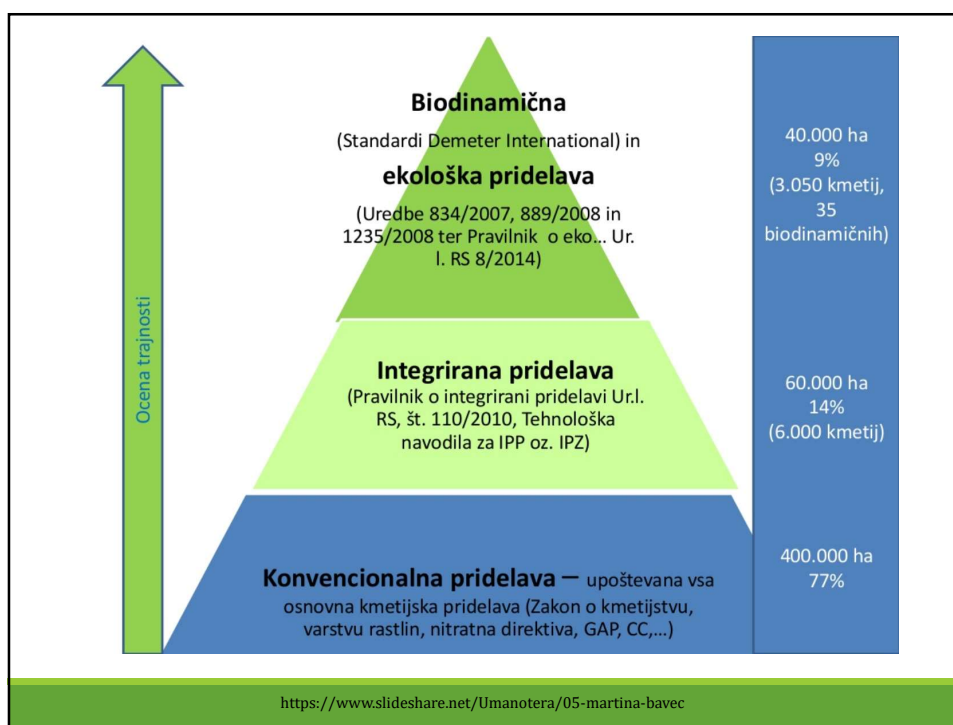 Ocena trajnosti
Biodinamična
(Standardi Demeter International) in
ekološka pridelava
(Uredbe 834/2007, 889/2008 in
1235/2008 ter Pravilnik o eko... Ur.
l. RS 8/2014)
40.000 ha
9%
(3.050 kmetij,
35
biodinamičnih)
Integrirana pridelava
(Pravilnik o integrirani pridelavi Ur.l.
RS, št. 110/2010, Tehnološka
navodila za IPP oz. IPZ)
60.000 ha
14%
(6.000 kmetij)
Konvencionalna pridelava – upoštevana vsa
osnovna kmetijska pridelava (Zakon o kmetijstvu,
varstvu rastlin, nitratna direktiva, GAP, CC,...)
400.000 ha
77%
https://www.slideshare.net/Umanotera/05-martina-bavec